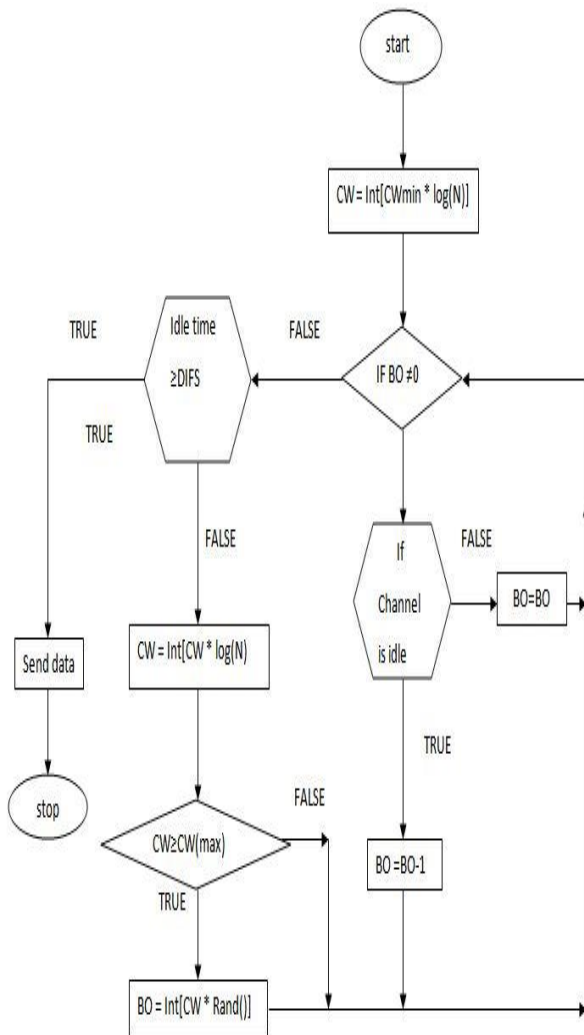 start
CW = Int[CWmin * log(N)]
TRUE
Idle time
≥DIFS
FALSE
IF BO ≠0
TRUE
FALSE
If
Channel
is idle
FALSE
BO=BO
Send data
CW = Int[CW * log(N)
TRUE
stop
FALSE
CW≥CW(max)
TRUE
BO =BO-1
BO = Int[CW * Rand()]